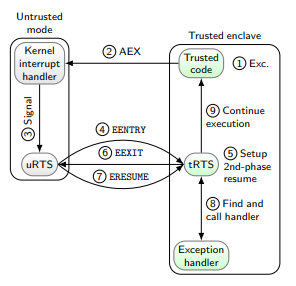 Untrusted
mode
Kernel
interrupt
handler
② AEX
Trusted enclave
Trusted
code
① Exc.
③ Signal
④ EENTRY
⑥ EEXIT
⑦ ERESUME
uRTS
tRTS
⑨ Continue
execution
⑤ Setup
2nd-phase
resume
⑧ Find and
call handler
Exception
handler